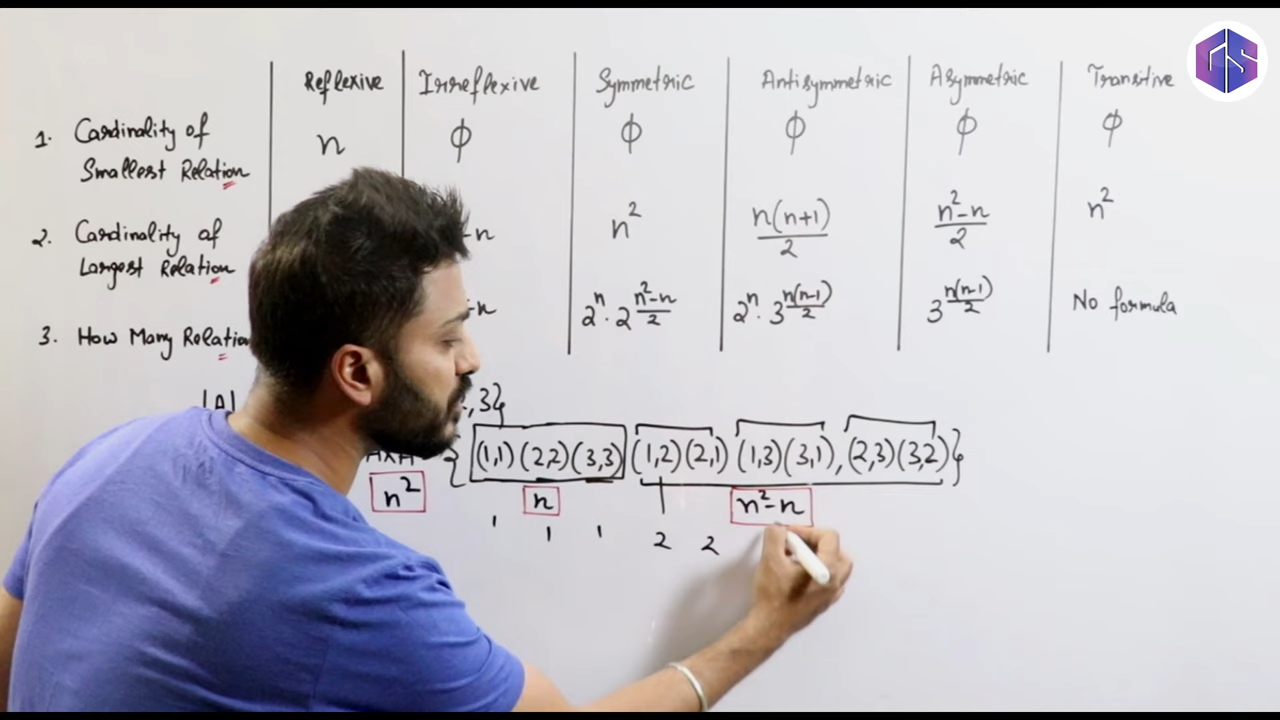 Reflexive Irreflexive Symmetric Antisymmetric Asymmetric Transitive
1. Cardinality of
Smallest Relation
n ϕ ϕ ϕ ϕ ϕ
2. Cardinality of
Largest Relation
-n n² n(n+1)/2 n²-n/2 n²
3. How Many Relation
-n 2ⁿ · 2^(n²-n)/2 2ⁿ · 3^n(n-1)/2 3^n(n-1)/2 No formula
|A|
,3}
AXA {(1,1) (2,2) (3,3) (1,2) (2,1) (1,3) (3,1), (2,3) (3,2)}
n² n n²-n
1 1 1 2 2